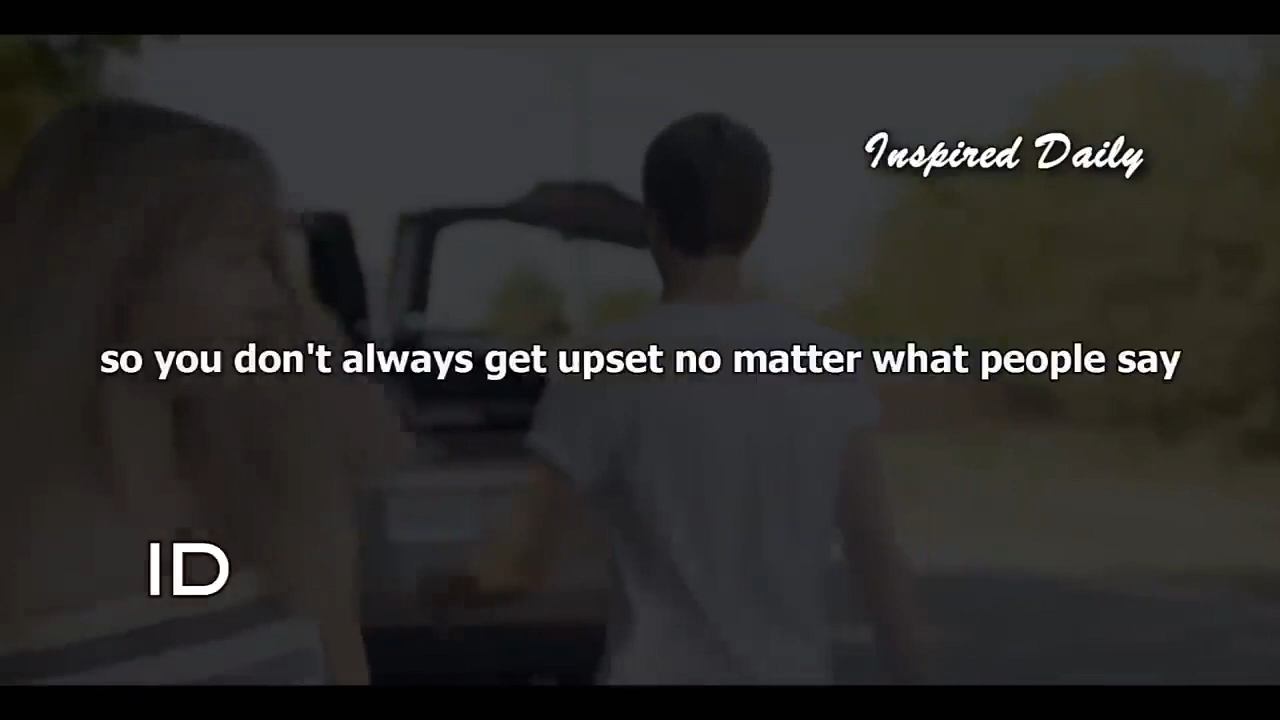 Inspired Daily
so you don't always get upset no matter what people say
ID